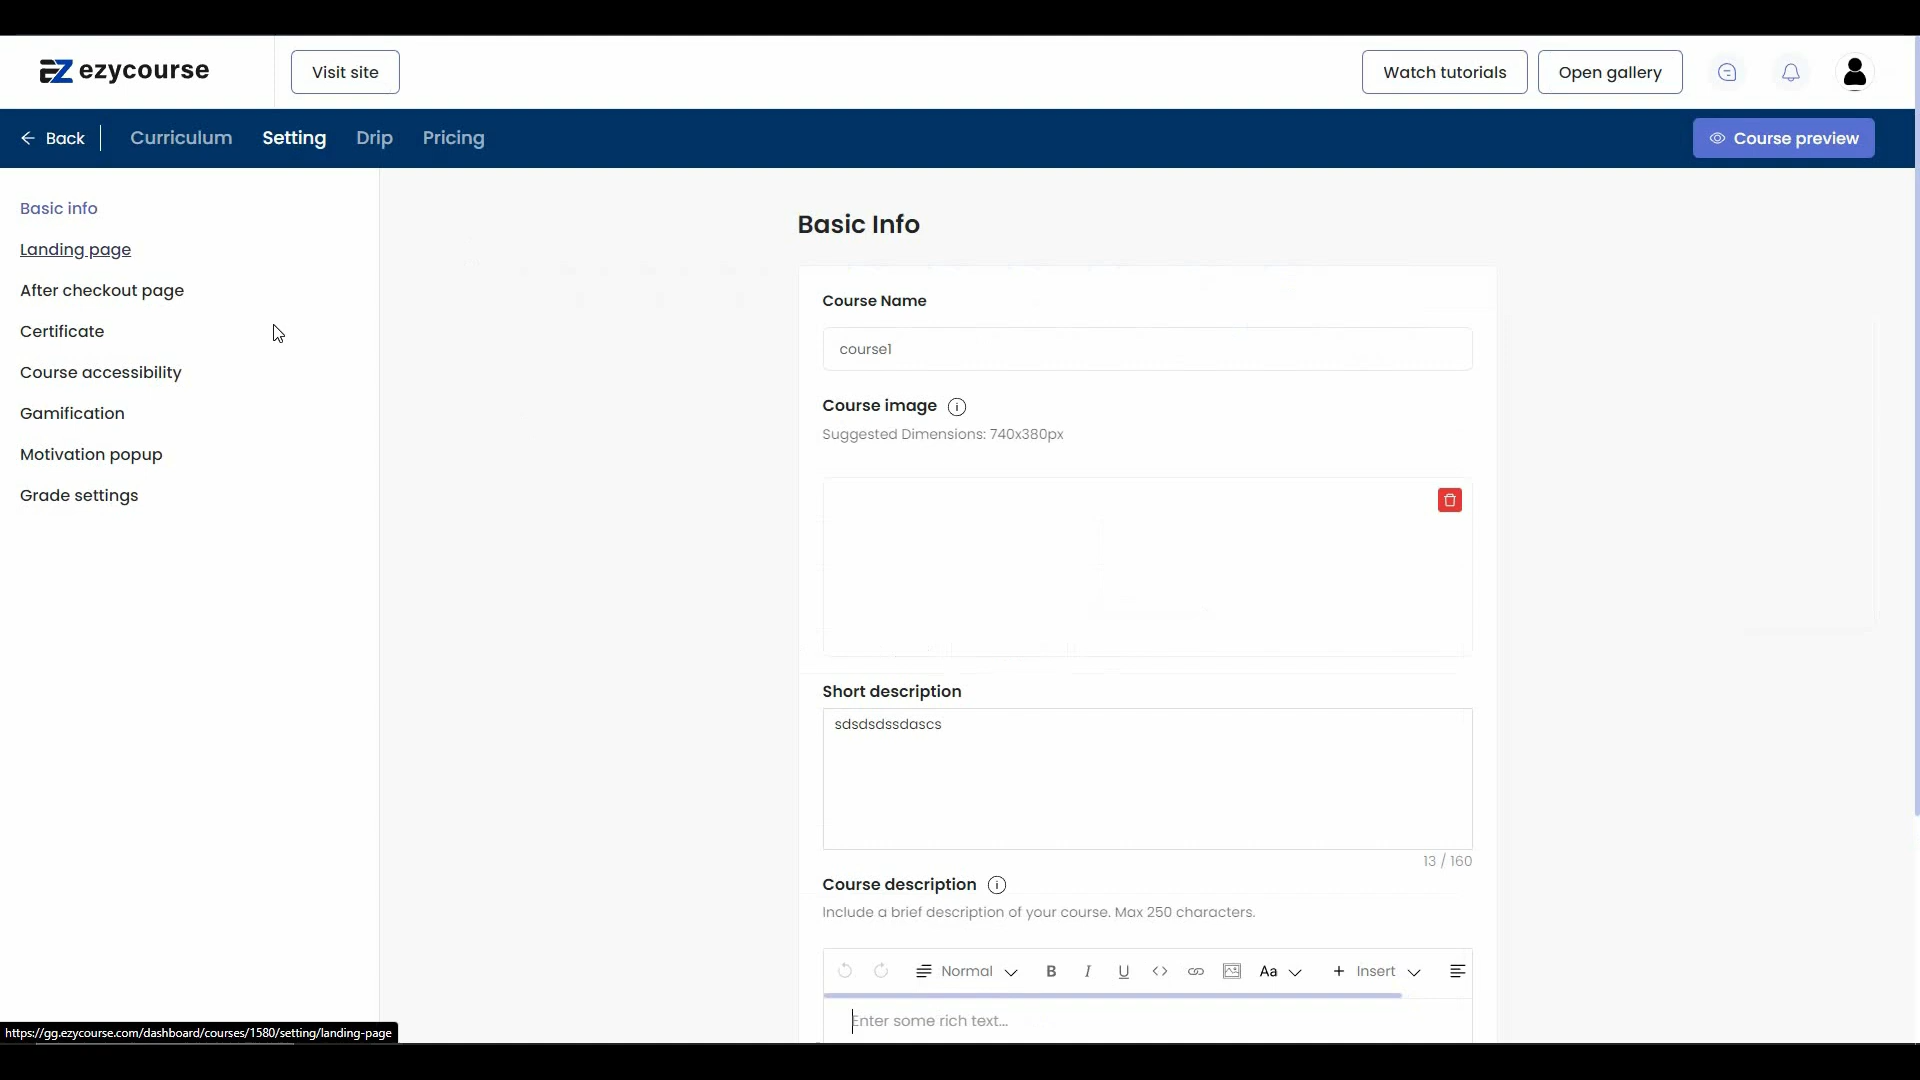 ezycourse
Visit site
Watch tutorials
Open gallery
Back
Curriculum
Setting
Drip
Pricing
Course preview
Basic info
Landing page
After checkout page
Certificate
Course accessibility
Gamification
Motivation popup
Grade settings
Basic Info
Course Name
course1
Course image
Suggested Dimensions: 740x380px
Short description
sdsdsdssdascs
13 / 160
Course description
Include a brief description of your course. Max 250 characters.
Normal
B I U <> Aa + Insert
Enter some rich text...
https://gg.ezycourse.com/dashboard/courses/1580/setting/landing-page